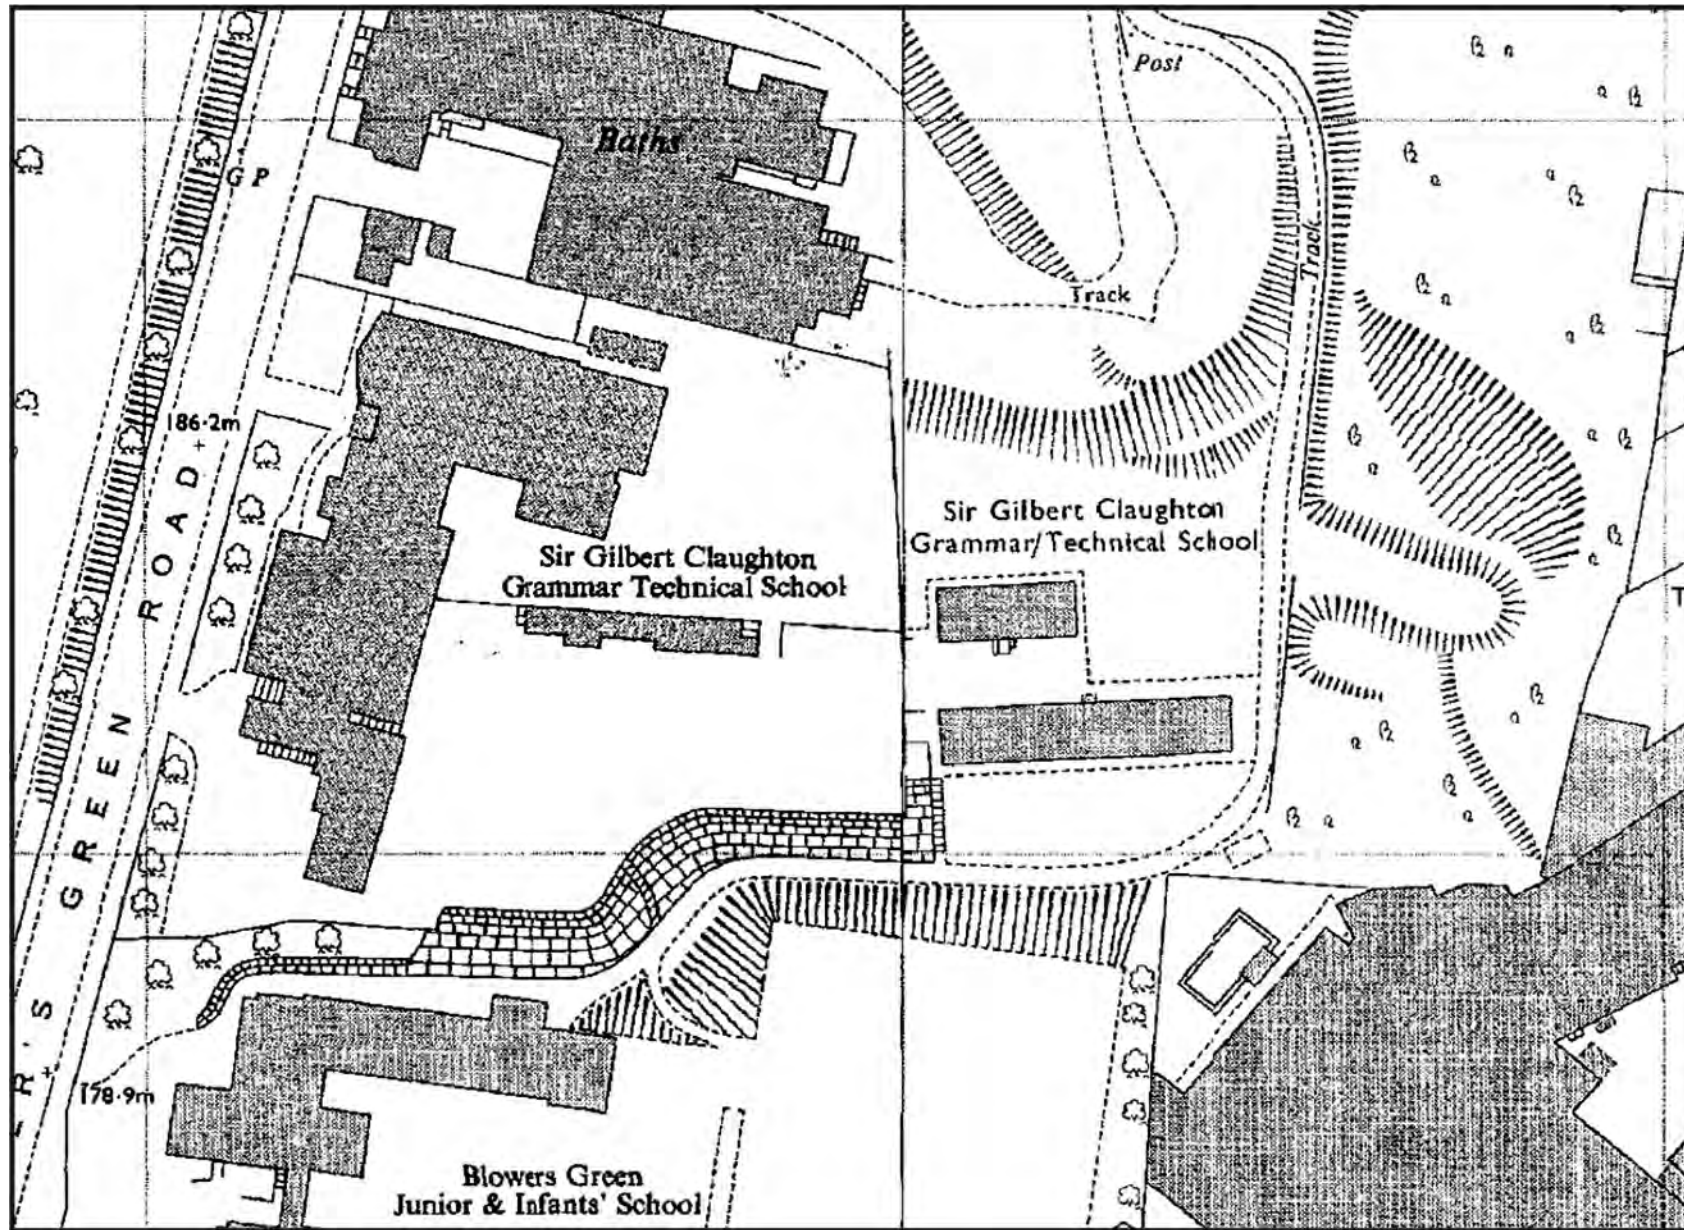 Post
Baths
G P
Track
Track
186·2m
Sir Gilbert Claughton
Grammar/Technical School
Sir Gilbert Claughton
Grammar Technical School
GREEN ROAD
R'S
178·9m
Blowers Green
Junior & Infants' School
T